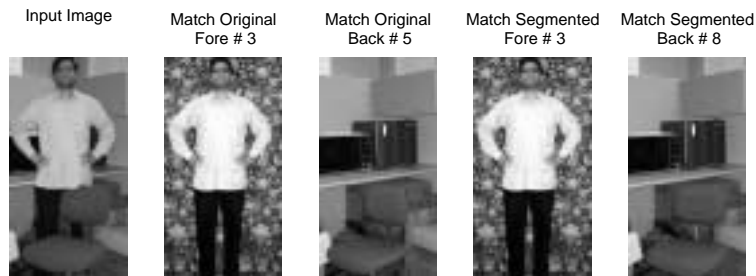 Input Image
Match Original
Fore # 3
Match Original
Back # 5
Match Segmented
Fore # 3
Match Segmented
Back # 8